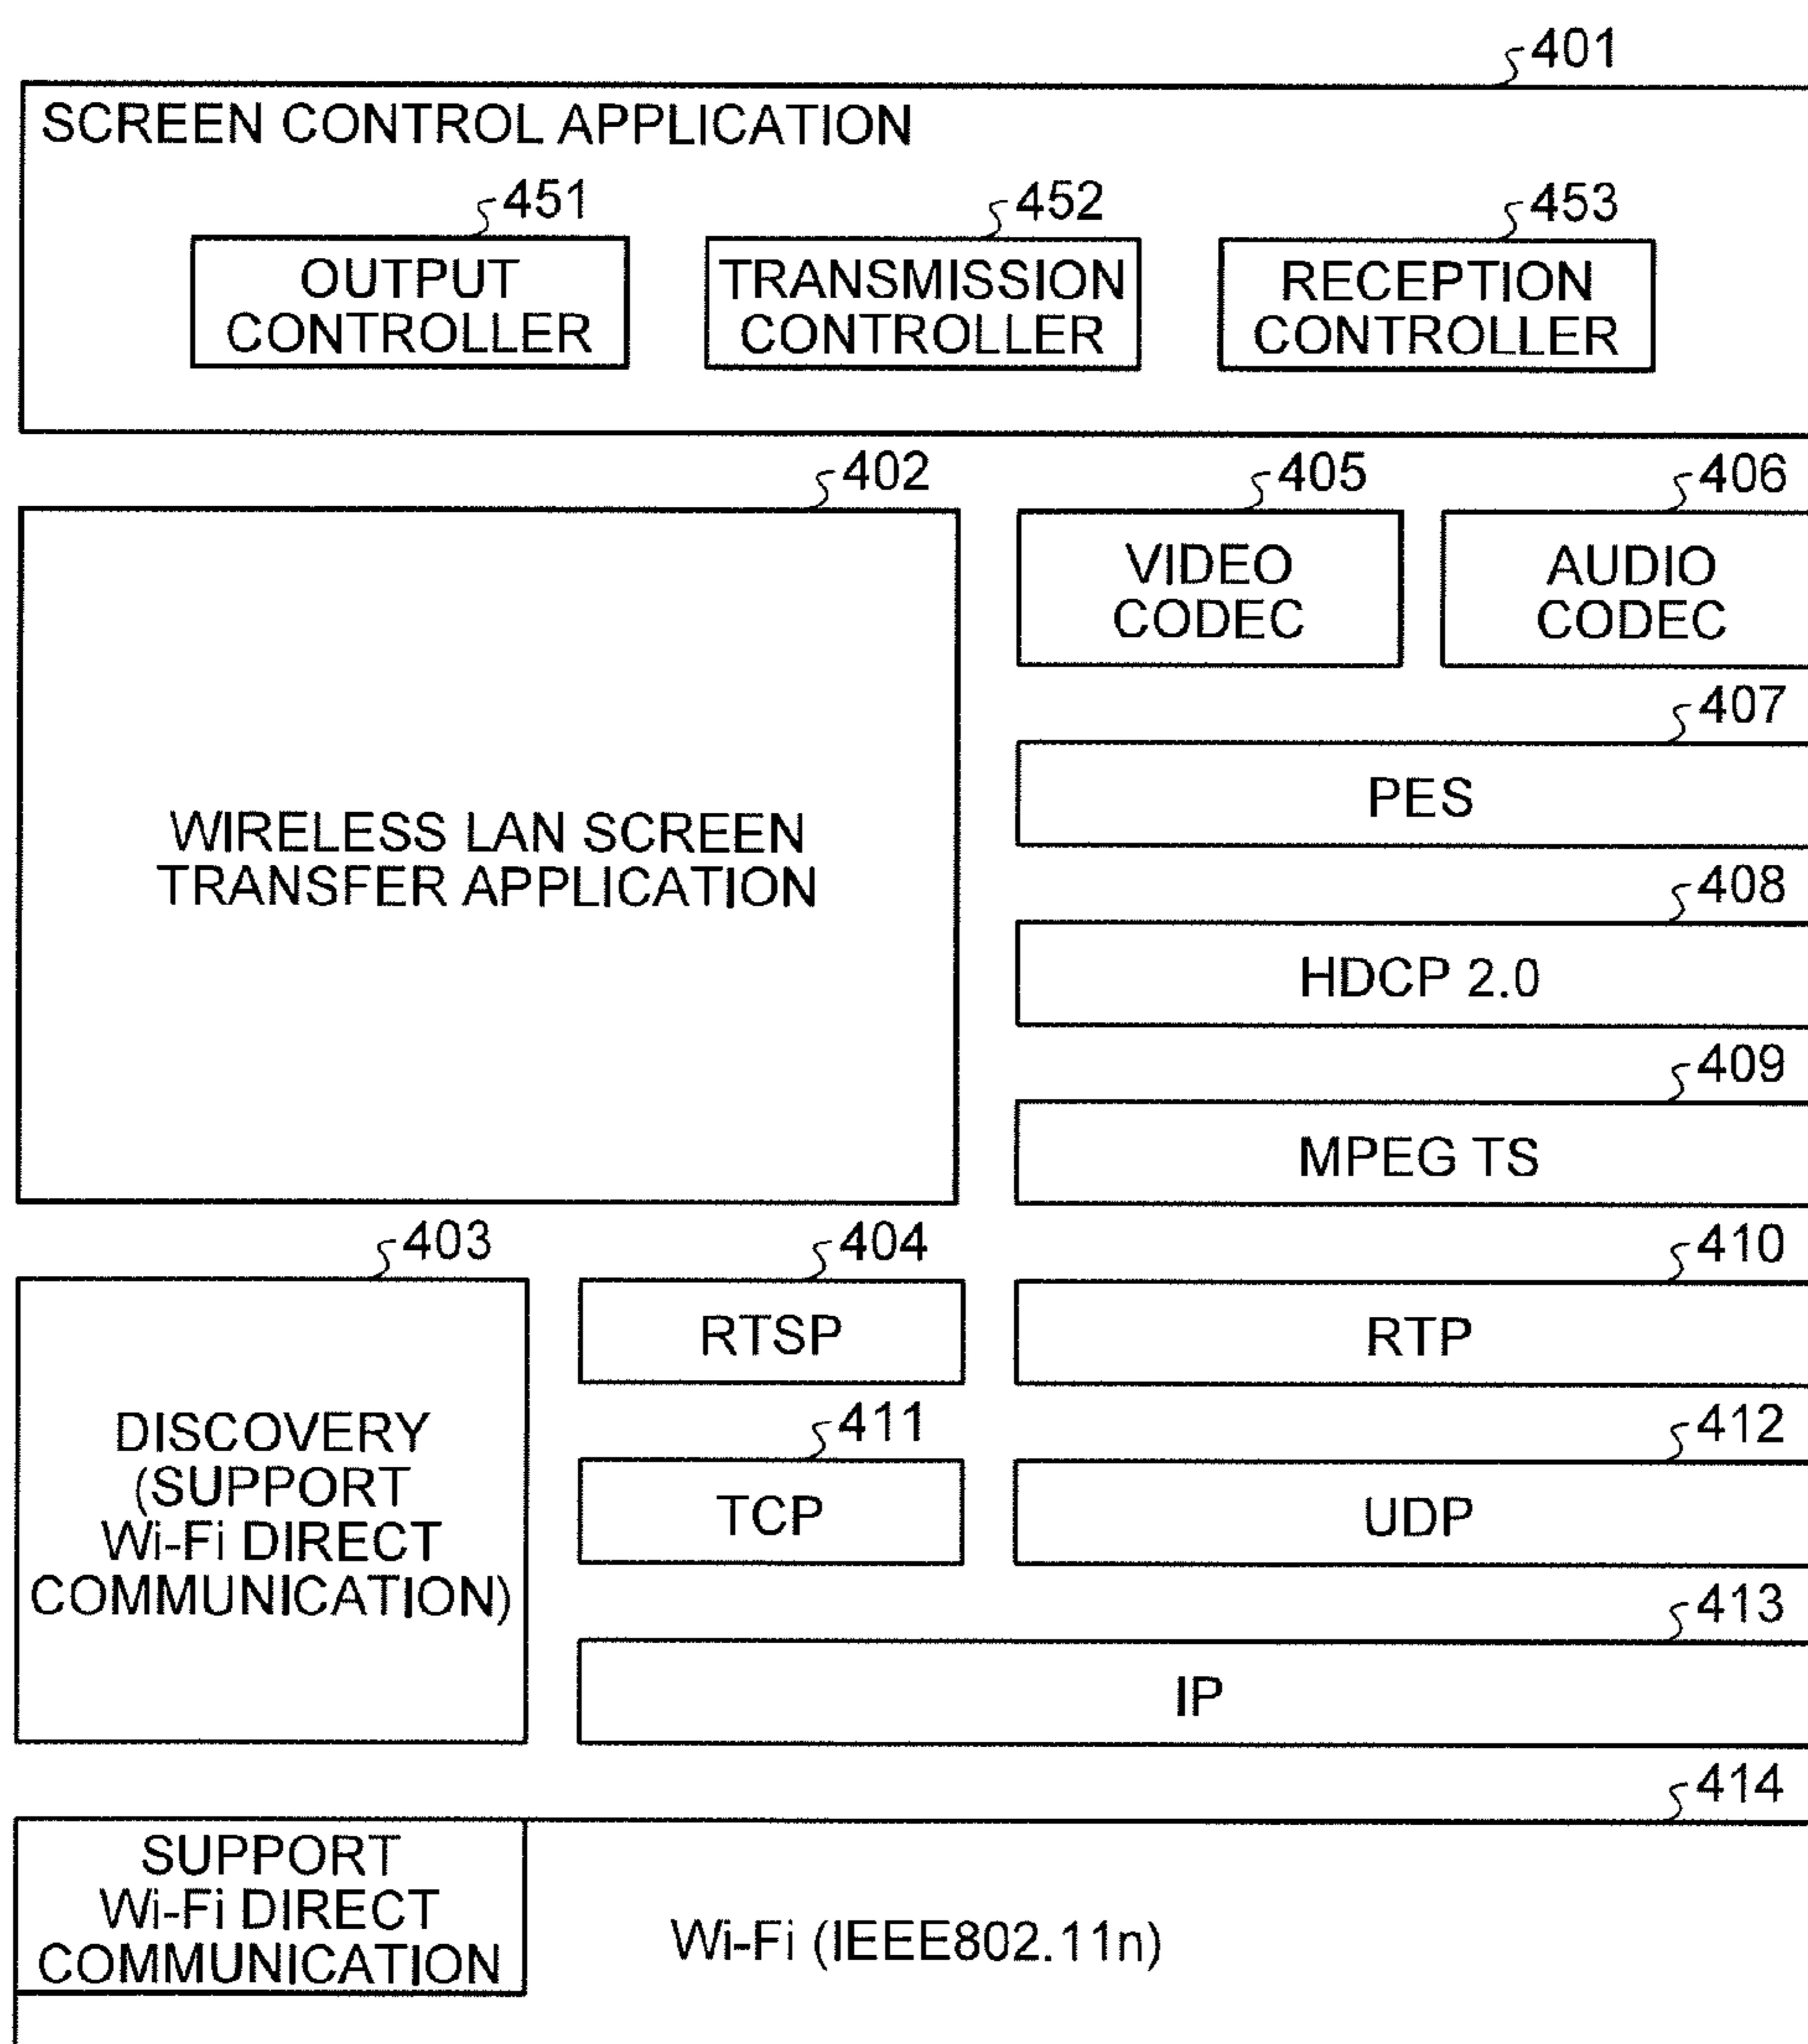 401
SCREEN CONTROL APPLICATION
451
452
453
OUTPUT
CONTROLLER
TRANSMISSION
CONTROLLER
RECEPTION
CONTROLLER
402
405
406
WIRELESS LAN SCREEN
TRANSFER APPLICATION
VIDEO
CODEC
AUDIO
CODEC
407
PES
408
HDCP 2.0
409
MPEG TS
403
404
410
DISCOVERY
(SUPPORT
Wi-Fi DIRECT
COMMUNICATION)
RTSP
RTP
411
412
TCP
UDP
413
IP
414
SUPPORT
Wi-Fi DIRECT
COMMUNICATION
Wi-Fi (IEEE802.11n)